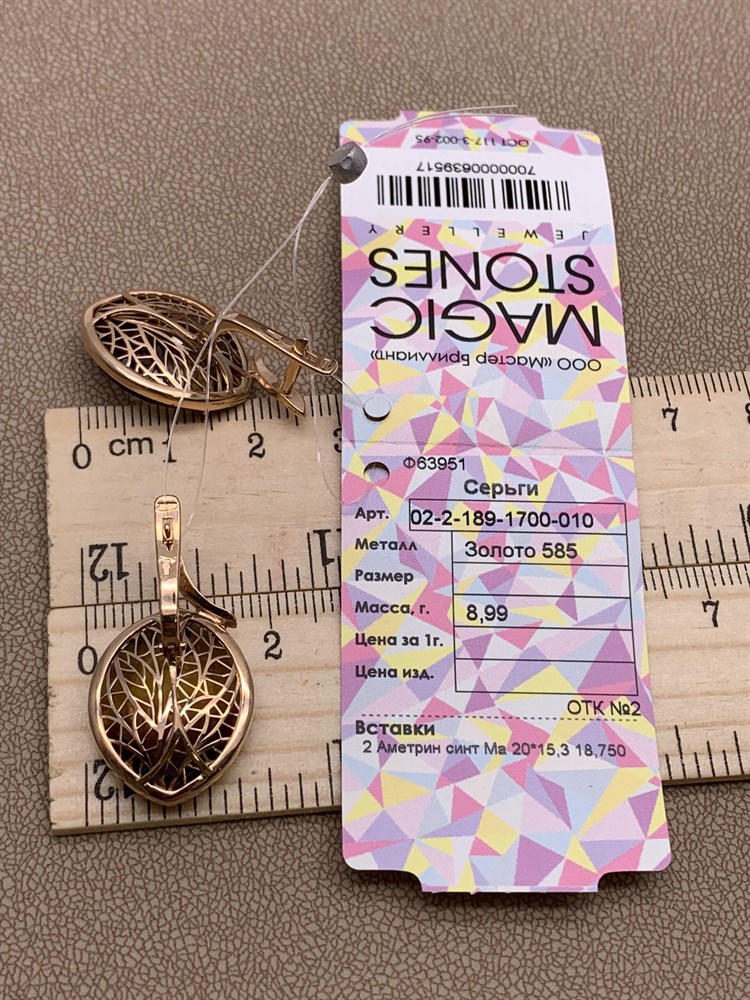 ОСТ 117-3-002-95
7000000639517
JEWELLERY
MAGIC
STONES
ООО «Мастер Бриллиант»
Ф63951
Серьги
Арт. 02-2-189-1700-010
Металл Золото 585
Размер
Масса, г. 8,99
Цена за 1г.
Цена изд.
ОТК №2
Вставки
2 Аметрин синт Ма 20*15,3 18,750
0 cm 1 2 7
12
0 2 7
12